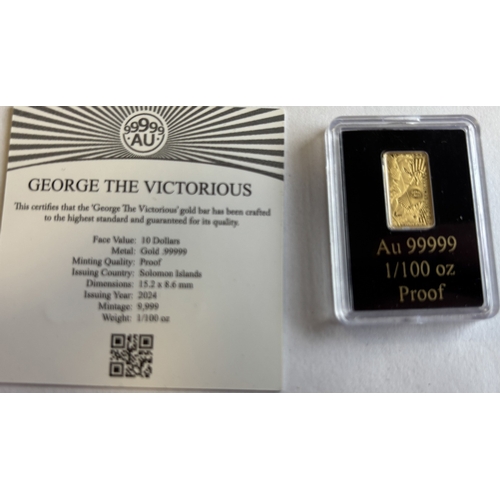 99999
AU
GEORGE THE VICTORIOUS
This certifies that the 'George The Victorious' gold bar has been crafted
to the highest standard and guaranteed for its quality.
Face Value: 10 Dollars
Metal: Gold .99999
Minting Quality: Proof
Issuing Country: Solomon Islands
Dimensions: 15.2 x 8.6 mm
Issuing Year: 2024
Mintage: 9,999
Weight: 1/100 oz
Au 99999
1/100 oz
Proof